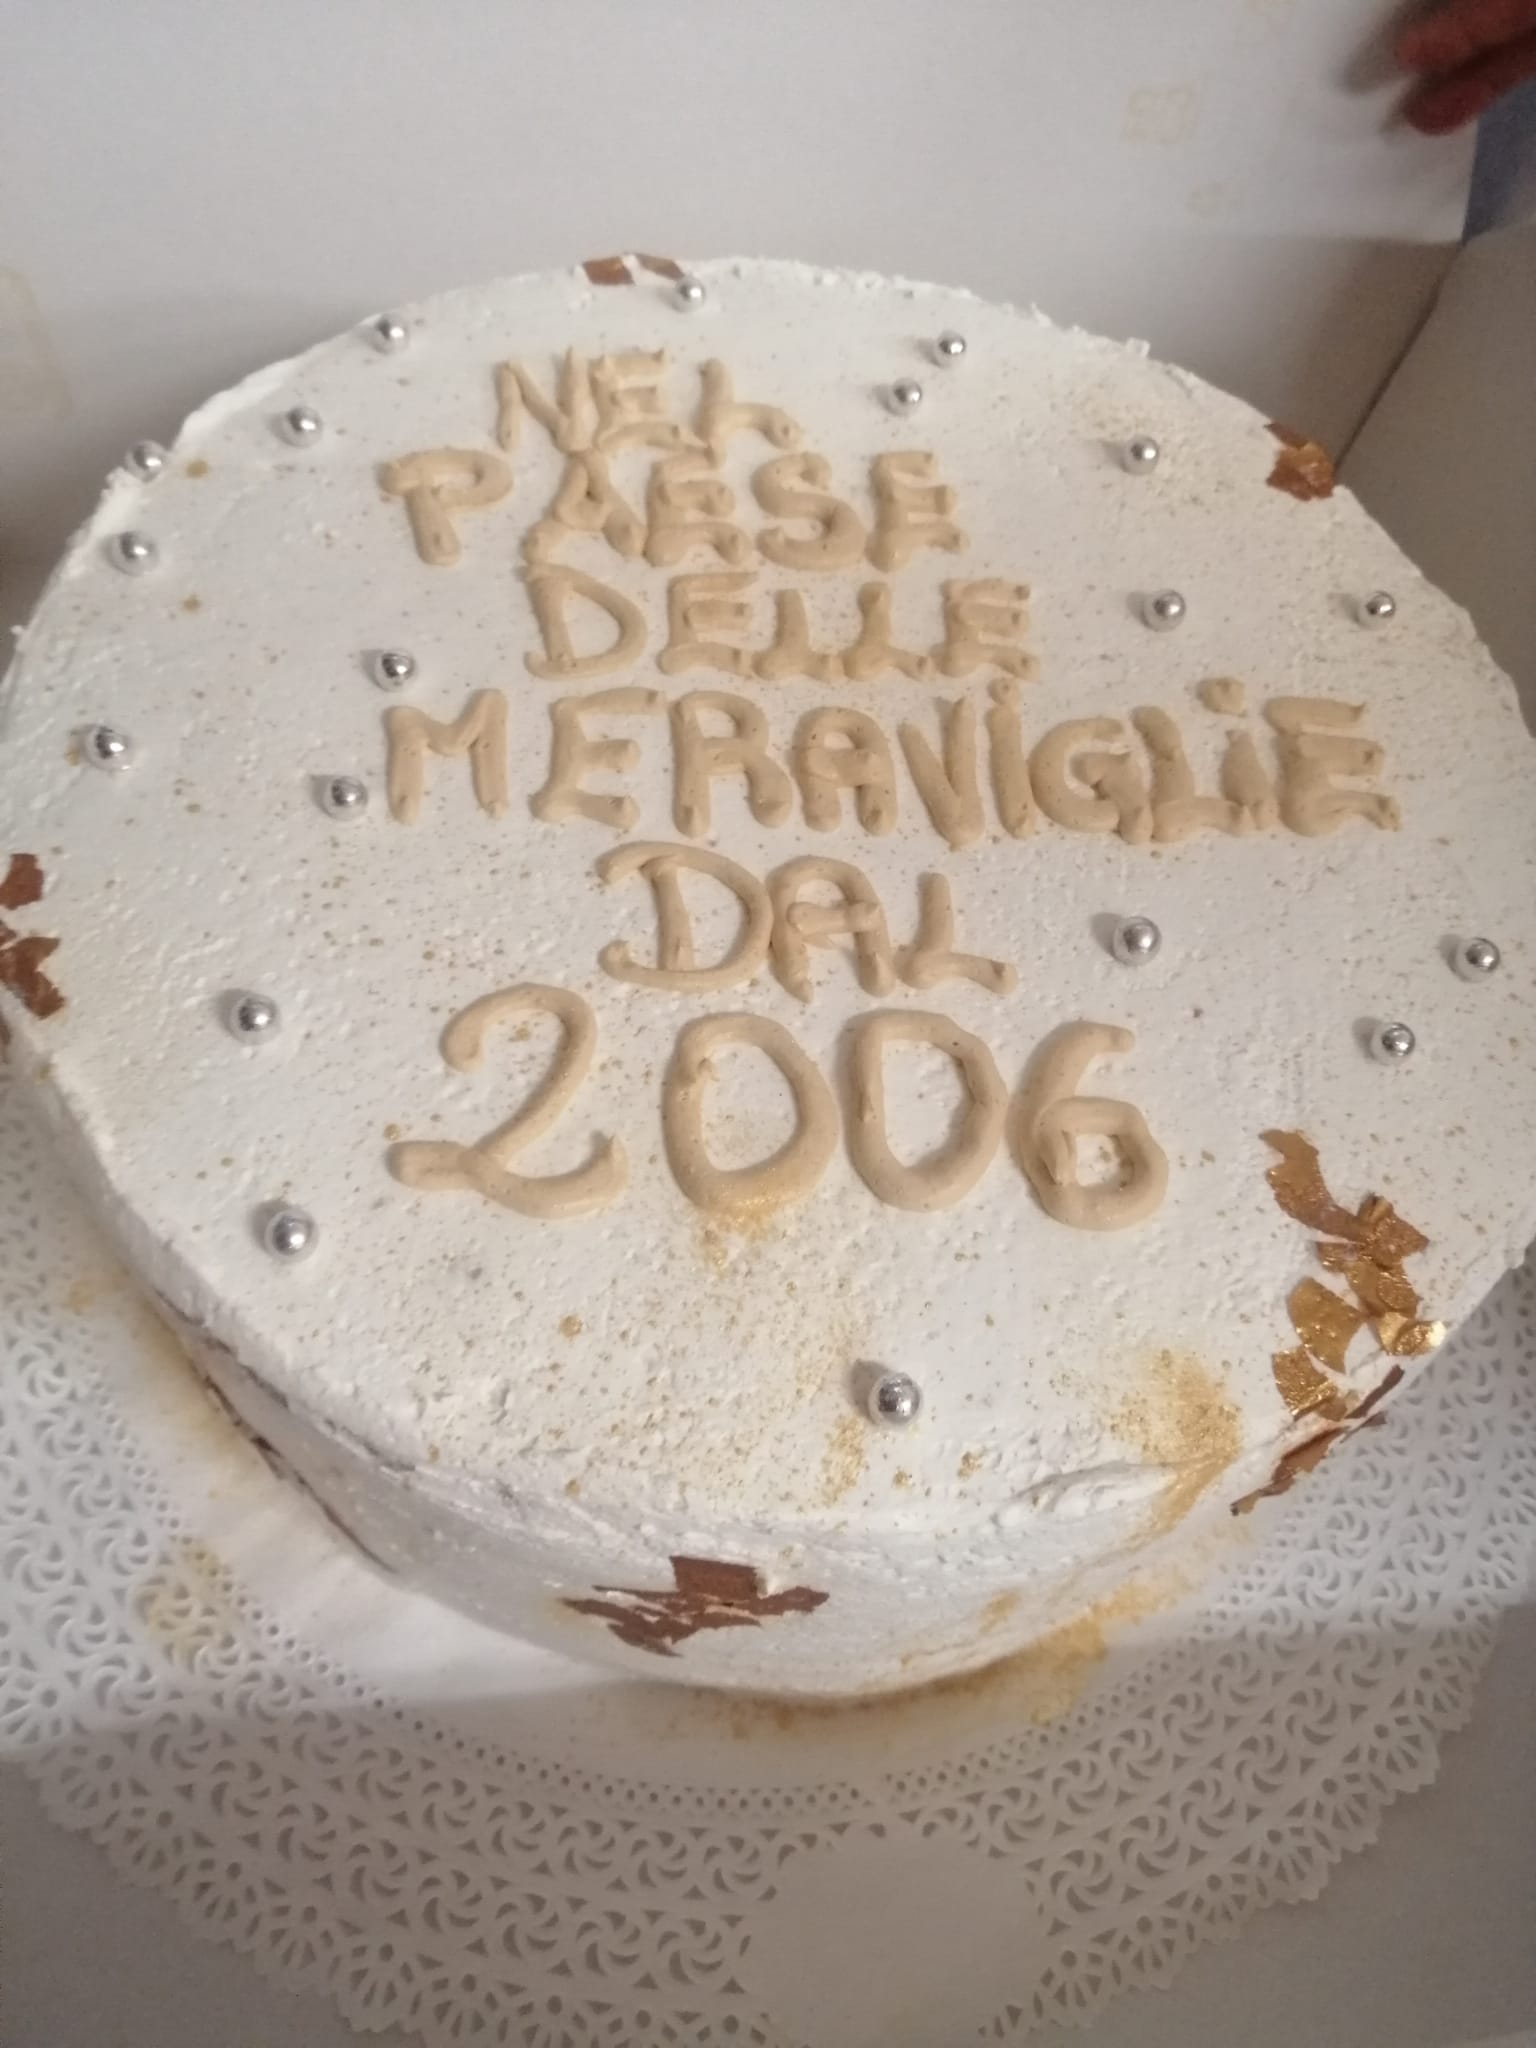 NEL
PAESE
DELLE
MERAViGLiE
DAL
2006